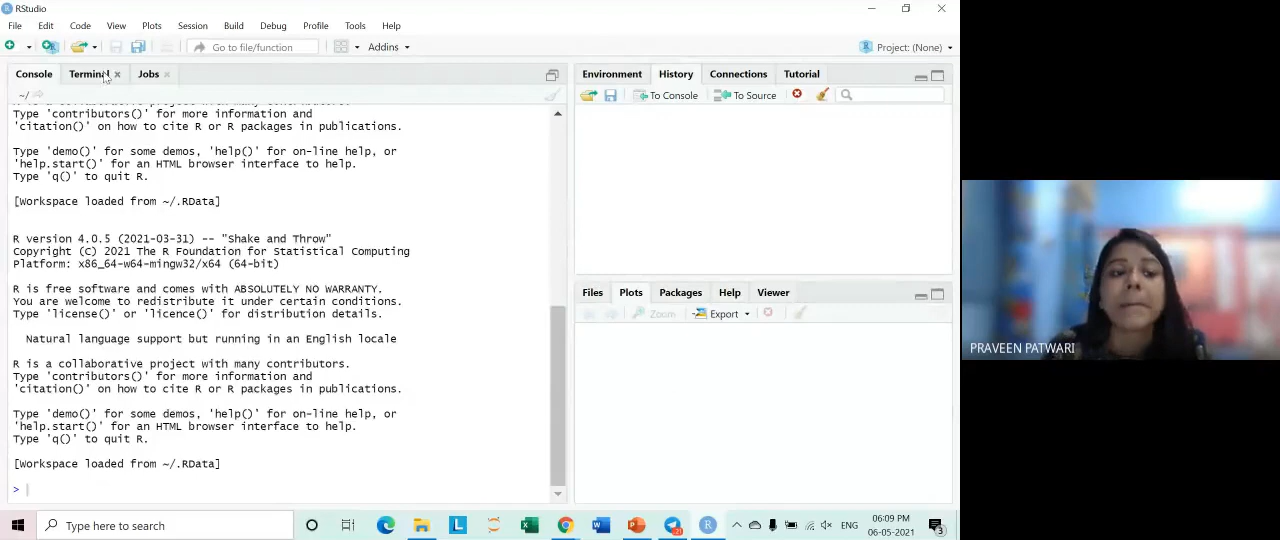 RStudio
File Edit Code View Plots Session Build Debug Profile Tools Help
Go to file/function Addins Project: (None)
Console Terminal Jobs
~/
Type 'contributors()' for more information and
'citation()' on how to cite R or R packages in publications.
Type 'demo()' for some demos, 'help()' for on-line help, or
'help.start()' for an HTML browser interface to help.
Type 'q()' to quit R.
[Workspace loaded from ~/.RData]
R version 4.0.5 (2021-03-31) -- "Shake and Throw"
Copyright (C) 2021 The R Foundation for Statistical Computing
Platform: x86_64-w64-mingw32/x64 (64-bit)
R is free software and comes with ABSOLUTELY NO WARRANTY.
You are welcome to redistribute it under certain conditions.
Type 'license()' or 'licence()' for distribution details.
Natural language support but running in an English locale
R is a collaborative project with many contributors.
Type 'contributors()' for more information and
'citation()' on how to cite R or R packages in publications.
Type 'demo()' for some demos, 'help()' for on-line help, or
'help.start()' for an HTML browser interface to help.
Type 'q()' to quit R.
[Workspace loaded from ~/.RData]
>
Environment History Connections Tutorial
To Console To Source
Files Plots Packages Help Viewer
Zoom Export
PRAVEEN PATWARI
Type here to search
ENG
06:09 PM
06-05-2021
3